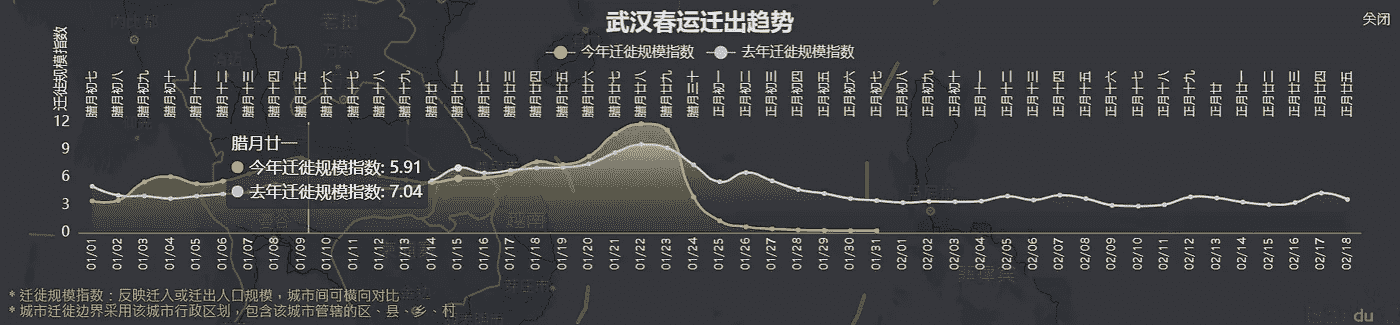 武汉春运迁出趋势
关闭
今年迁徙规模指数 去年迁徙规模指数
迁徙规模指数
腊月初七 腊月初八 腊月初九 腊月初十 腊月十一 腊月十二 腊月十三 腊月十四 腊月十五 腊月十六 腊月十七 腊月十八 腊月十九 腊月廿 腊月廿一 腊月廿二 腊月廿三 腊月廿四 腊月廿五 腊月廿六 腊月廿七 腊月廿八 腊月廿九 腊月三十 正月初一 正月初二 正月初三 正月初四 正月初五 正月初六 正月初七 正月初八 正月初九 正月初十 正月十一 正月十二 正月十三 正月十四 正月十五 正月十六 正月十七 正月十八 正月十九 正月廿 正月廿一 正月廿二 正月廿三 正月廿四 正月廿五
12
9
6
3
0
腊月廿一
今年迁徙规模指数: 5.91
去年迁徙规模指数: 7.04
01/01 01/02 01/03 01/04 01/05 01/06 01/07 01/08 01/09 01/10 01/11 01/12 01/13 01/14 01/15 01/16 01/17 01/18 01/19 01/20 01/21 01/22 01/23 01/24 01/25 01/26 01/27 01/28 01/29 01/30 01/31 02/01 02/02 02/03 02/04 02/05 02/06 02/07 02/08 02/09 02/10 02/11 02/12 02/13 02/14 02/15 02/16 02/17 02/18
* 迁徙规模指数：反映迁入或迁出人口规模，城市间可横向对比
* 城市迁徙边界采用该城市行政区划，包含该城市管辖的区、县、乡、村
老挝
越南
du